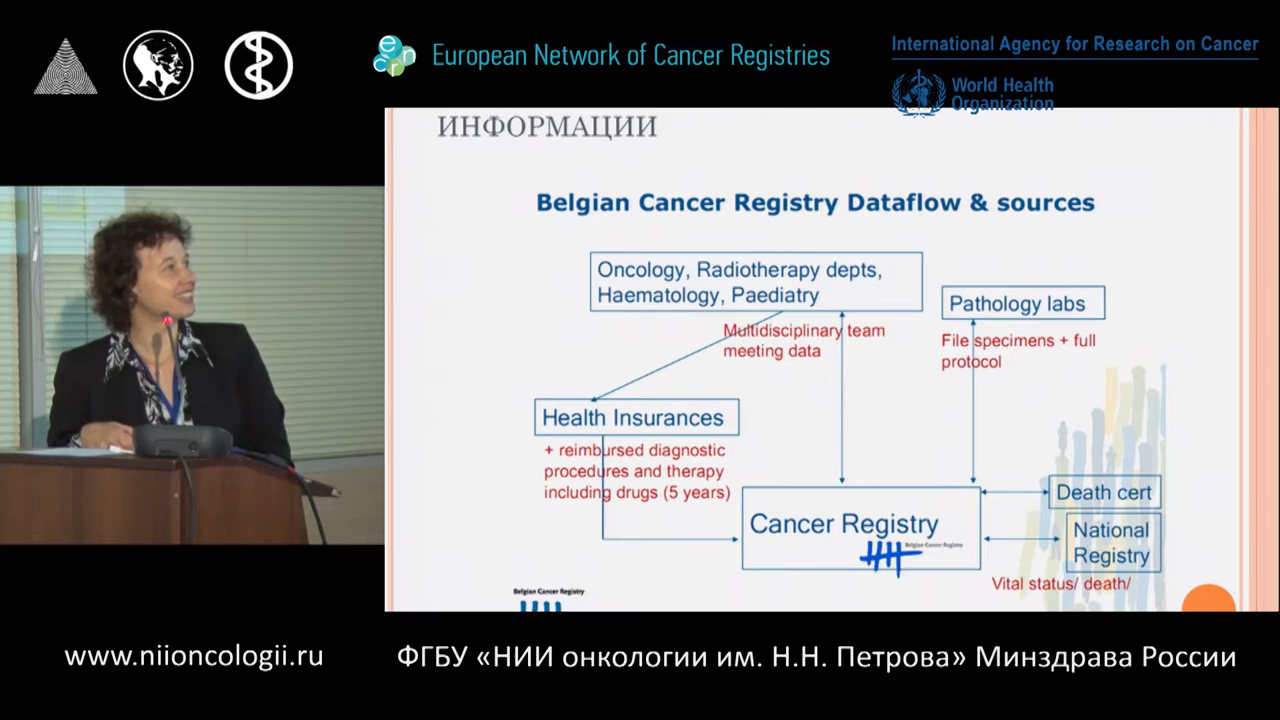 European Network of Cancer Registries
International Agency for Research on Cancer
World Health
Organization
ИНФОРМАЦИИ
Belgian Cancer Registry Dataflow & sources
Oncology, Radiotherapy depts,
Haematology, Paediatry
Pathology labs
Multidisciplinary team
meeting data
File specimens + full
protocol
Health Insurances
+ reimbursed diagnostic
procedures and therapy
including drugs (5 years)
Cancer Registry
Belgian Cancer Registry
Death cert
National
Registry
Vital status/ death/
Belgian Cancer Registry
www.niioncologii.ru
ФГБУ «НИИ онкологии им. Н.Н. Петрова» Минздрава России